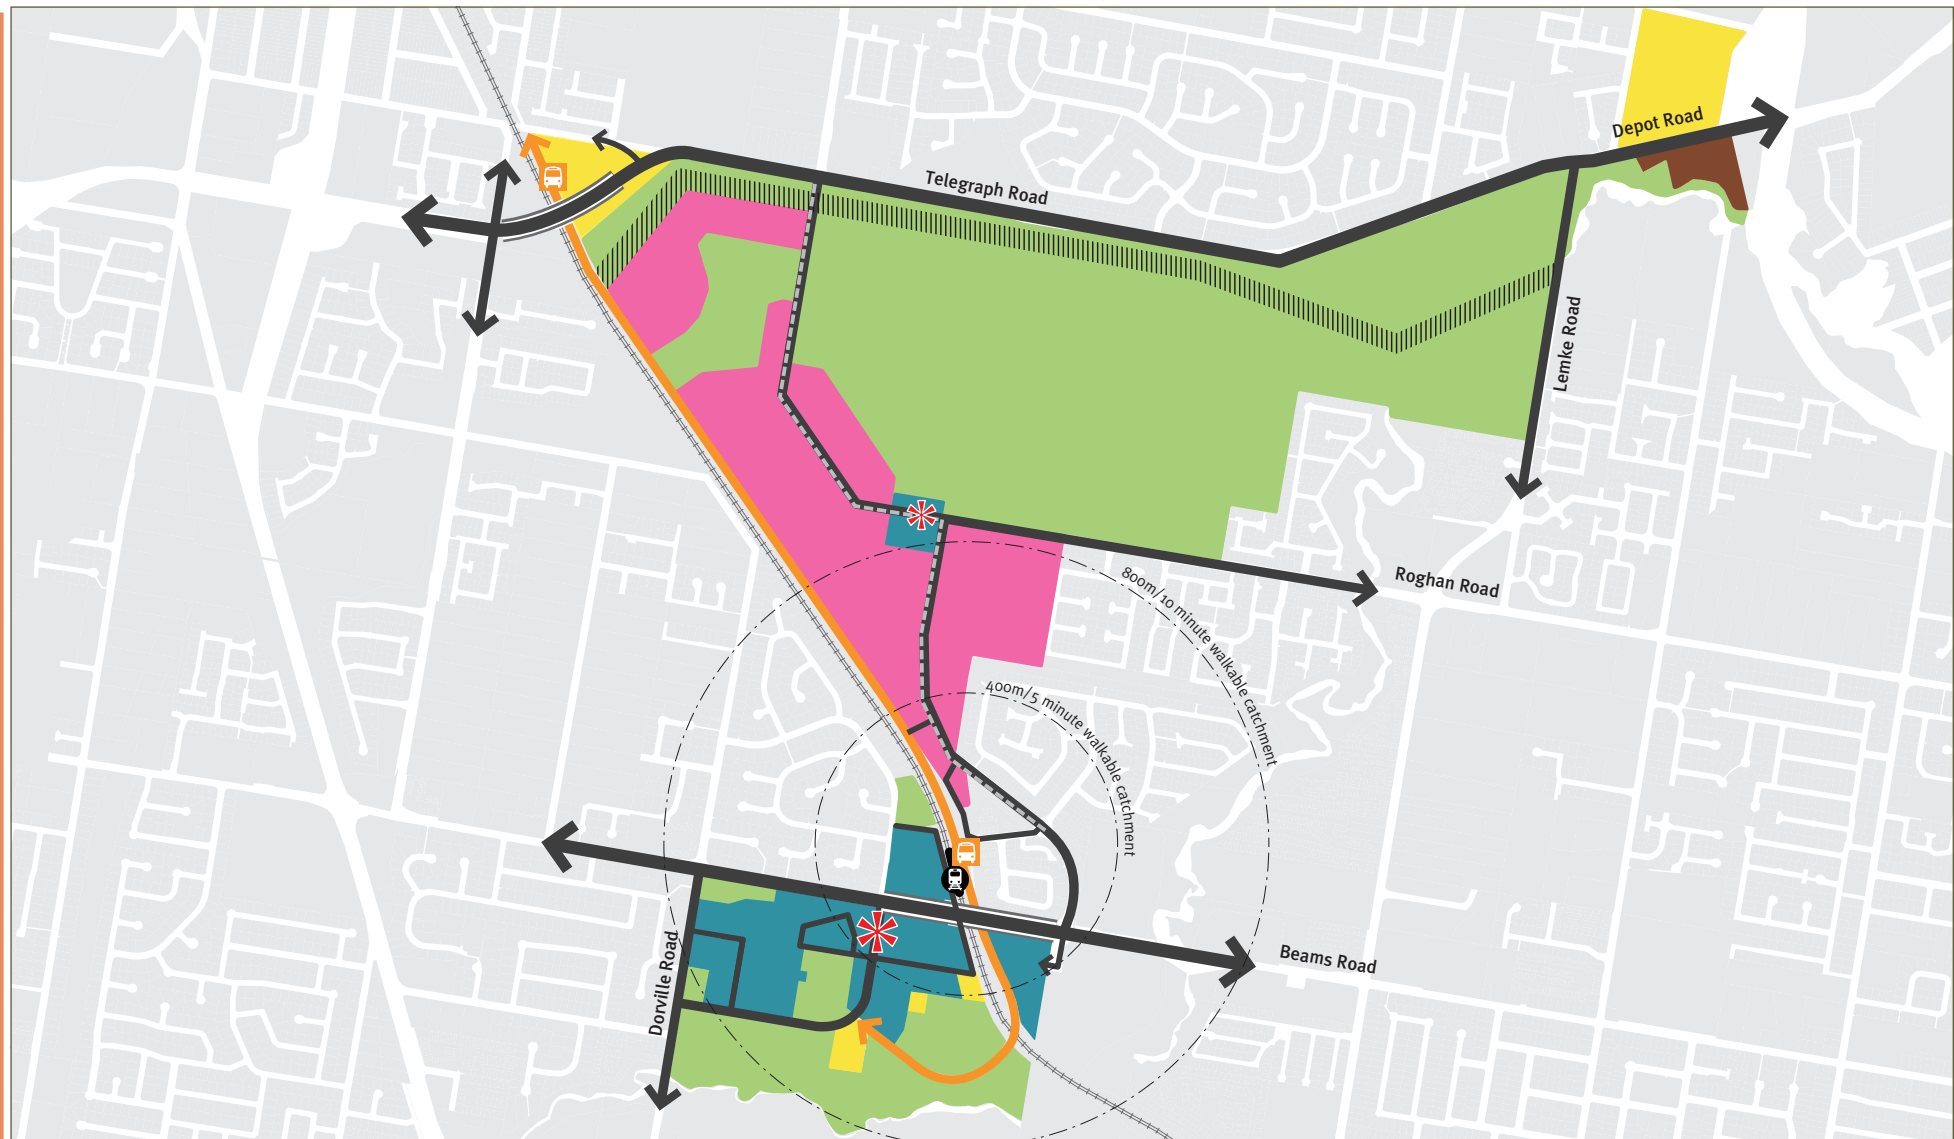 Depot Road
Telegraph Road
Lemke Road
Roghan Road
800m/10 minute walkable catchment
400m/5 minute walkable catchment
Beams Road
Dorville Road